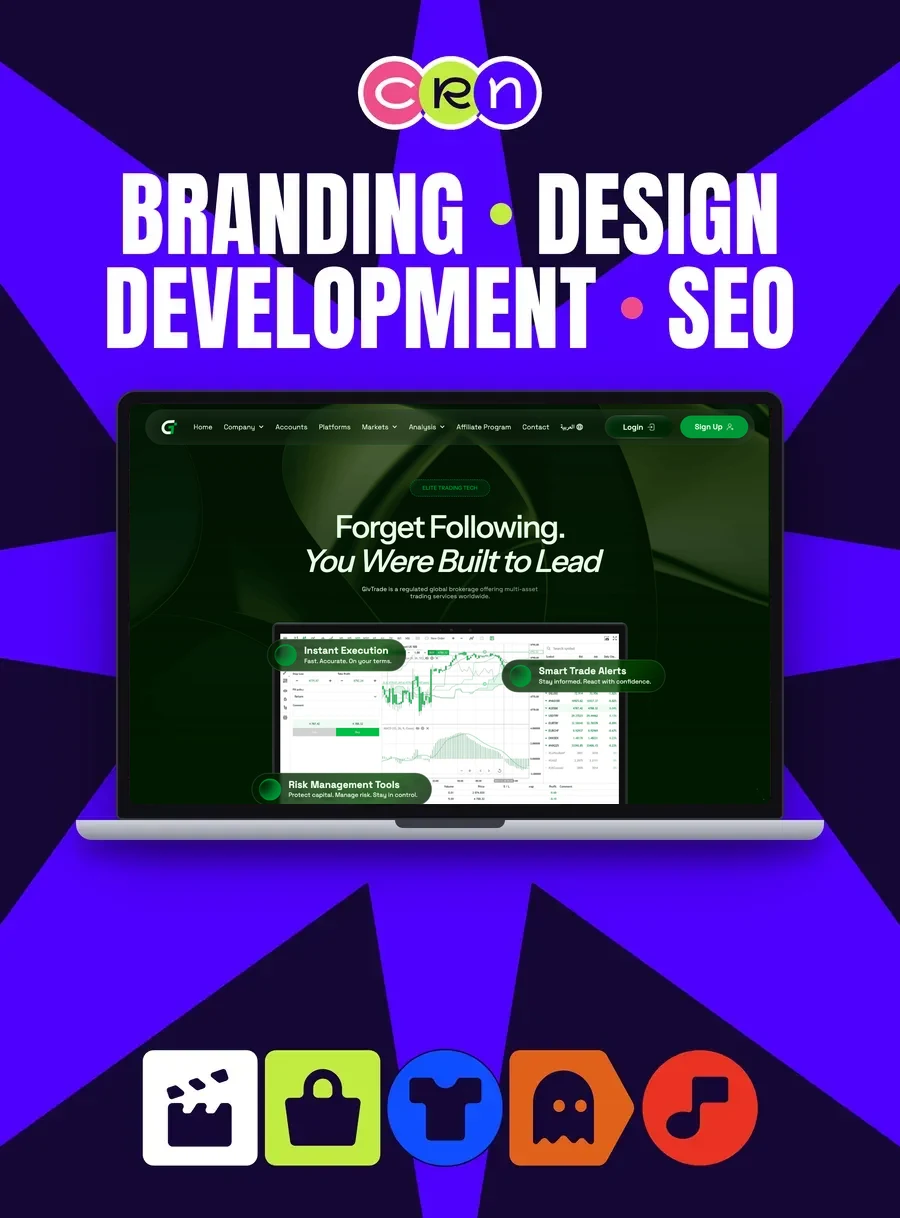 crn
BRANDING • DESIGN
DEVELOPMENT • SEO
Home Company Accounts Platforms Markets Analysis Affiliate Program Contact العربية Login Sign Up
ELITE TRADING TECH
Forget Following.
You Were Built to Lead
GivTrade is a regulated global brokerage offering multi-asset
trading services worldwide.
Instant Execution
Fast. Accurate. On your terms.
Smart Trade Alerts
Stay informed. React with confidence.
Risk Management Tools
Protect capital. Manage risk. Stay in control.